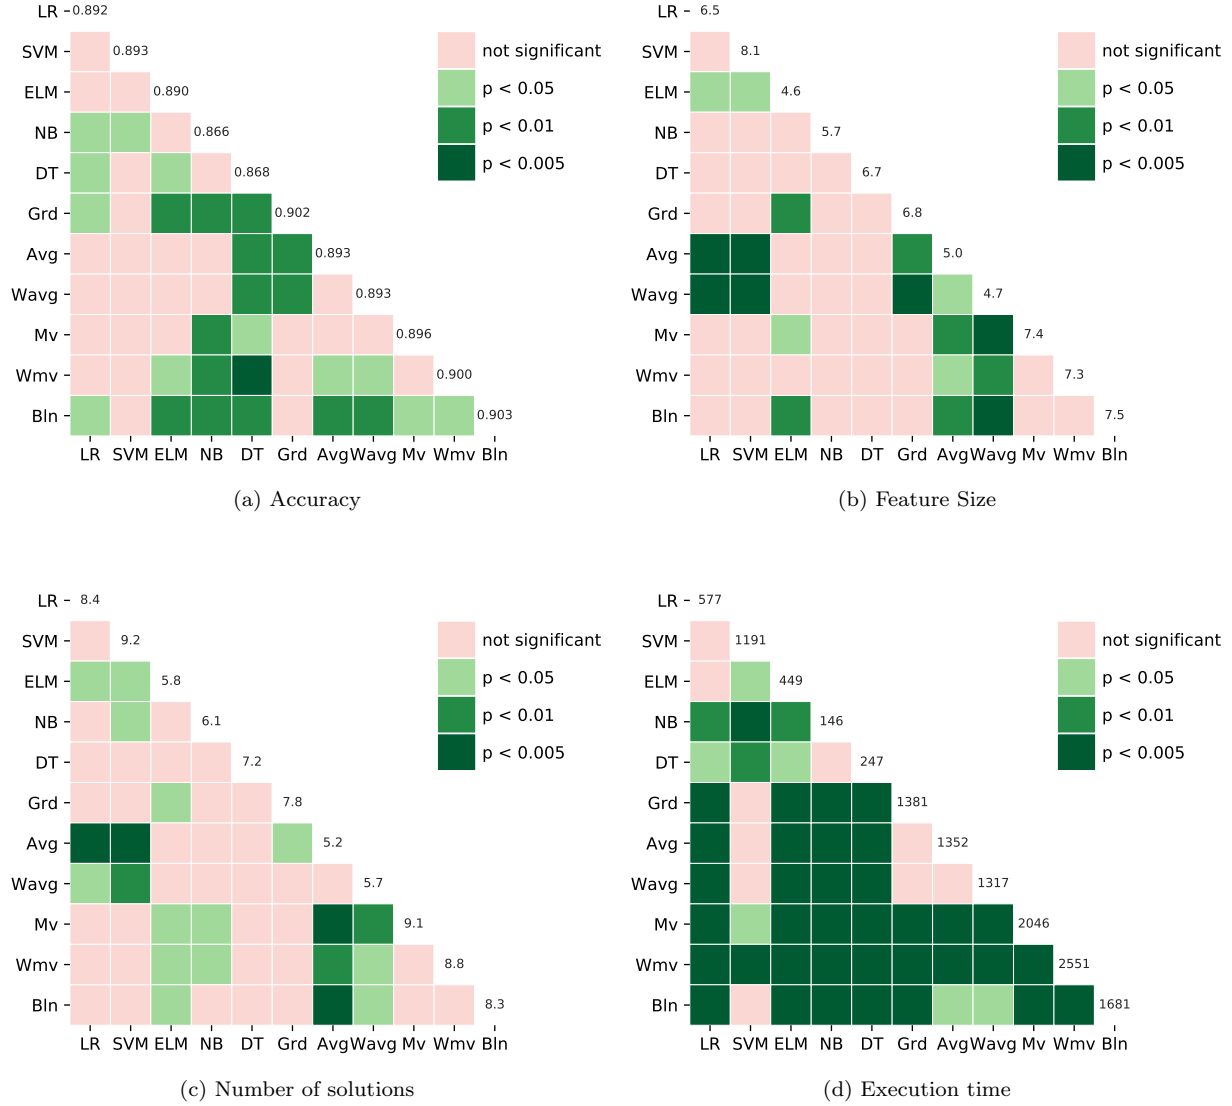 LR 0.892
SVM 0.893 not significant
ELM 0.890 p < 0.05
NB 0.866 p < 0.01
DT 0.868 p < 0.005
Grd 0.902
Avg 0.893
Wavg 0.893
Mv 0.896
Wmv 0.900
Bln 0.903
LR SVM ELM NB DT Grd Avg Wavg Mv Wmv Bln
(a) Accuracy
LR 6.5
SVM 8.1 not significant
ELM 4.6 p < 0.05
NB 5.7 p < 0.01
DT 6.7 p < 0.005
Grd 6.8
Avg 5.0
Wavg 4.7
Mv 7.4
Wmv 7.3
Bln 7.5
LR SVM ELM NB DT Grd Avg Wavg Mv Wmv Bln
(b) Feature Size
LR 8.4
SVM 9.2 not significant
ELM 5.8 p < 0.05
NB 6.1 p < 0.01
DT 7.2 p < 0.005
Grd 7.8
Avg 5.2
Wavg 5.7
Mv 9.1
Wmv 8.8
Bln 8.3
LR SVM ELM NB DT Grd Avg Wavg Mv Wmv Bln
(c) Number of solutions
LR 577
SVM 1191 not significant
ELM 449 p < 0.05
NB 146 p < 0.01
DT 247 p < 0.005
Grd 1381
Avg 1352
Wavg 1317
Mv 2046
Wmv 2551
Bln 1681
LR SVM ELM NB DT Grd Avg Wavg Mv Wmv Bln
(d) Execution time